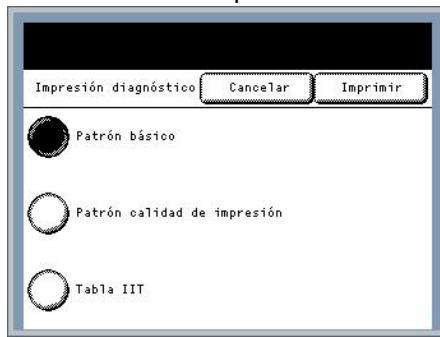 Impresión diagnóstico Cancelar Imprimir
Patrón básico
Patrón calidad de impresión
Tabla IIT